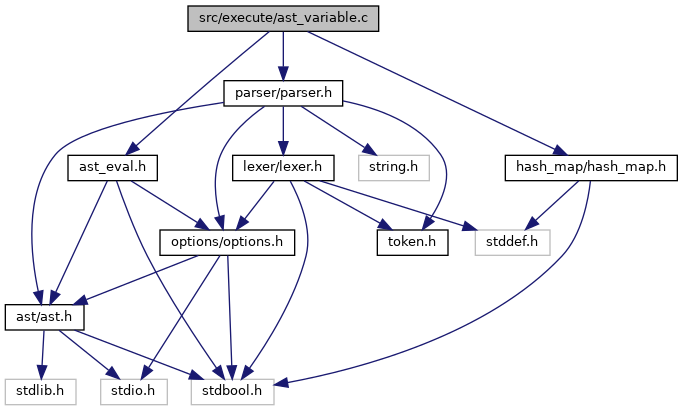 src/execute/ast_variable.c
parser/parser.h
ast_eval.h
lexer/lexer.h
string.h
hash_map/hash_map.h
options/options.h
token.h
stddef.h
ast/ast.h
stdlib.h
stdio.h
stdbool.h